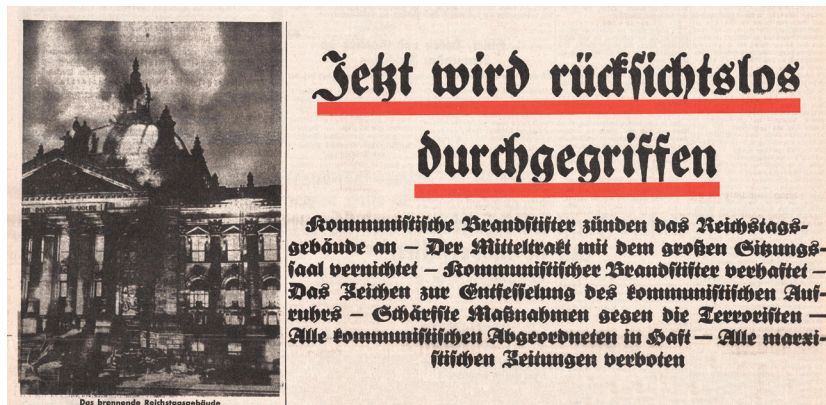 Jetzt wird rücksichtslos
durchgegriffen
Kommunistische Brandstifter zünden das Reichstags-
gebäude an — Der Mitteltrakt mit dem großen Sitzungs-
saal vernichtet — Kommunistischer Brandstifter verhaftet —
Das Zeichen zur Entfesselung des kommunistischen Auf-
ruhrs — Schärfste Maßnahmen gegen die Terroristen —
Alle kommunistischen Abgeordneten in Haft — Alle marxi-
stischen Zeitungen verboten
Das brennende Reichstagsgebäude